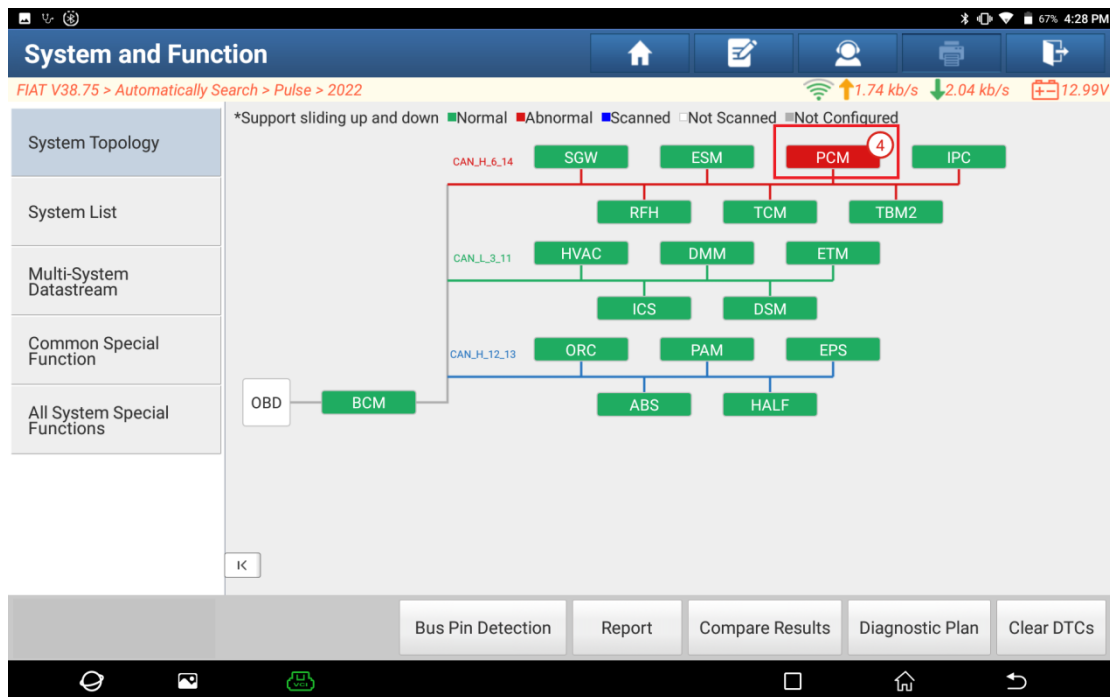 67% 4:28 PM
System and Function
FIAT V38.75 > Automatically Search > Pulse > 2022
1.74 kb/s 2.04 kb/s 12.99V
*Support sliding up and down Normal Abnormal Scanned Not Scanned Not Configured
System Topology
System List
Multi-System
Datastream
Common Special
Function
All System Special
Functions
CAN_H_6_14 SGW ESM PCM 4 IPC
RFH TCM TBM2
CAN_L_3_11 HVAC DMM ETM
ICS DSM
CAN_H_12_13 ORC PAM EPS
OBD BCM ABS HALF
K
Bus Pin Detection Report Compare Results Diagnostic Plan Clear DTCs
VCI